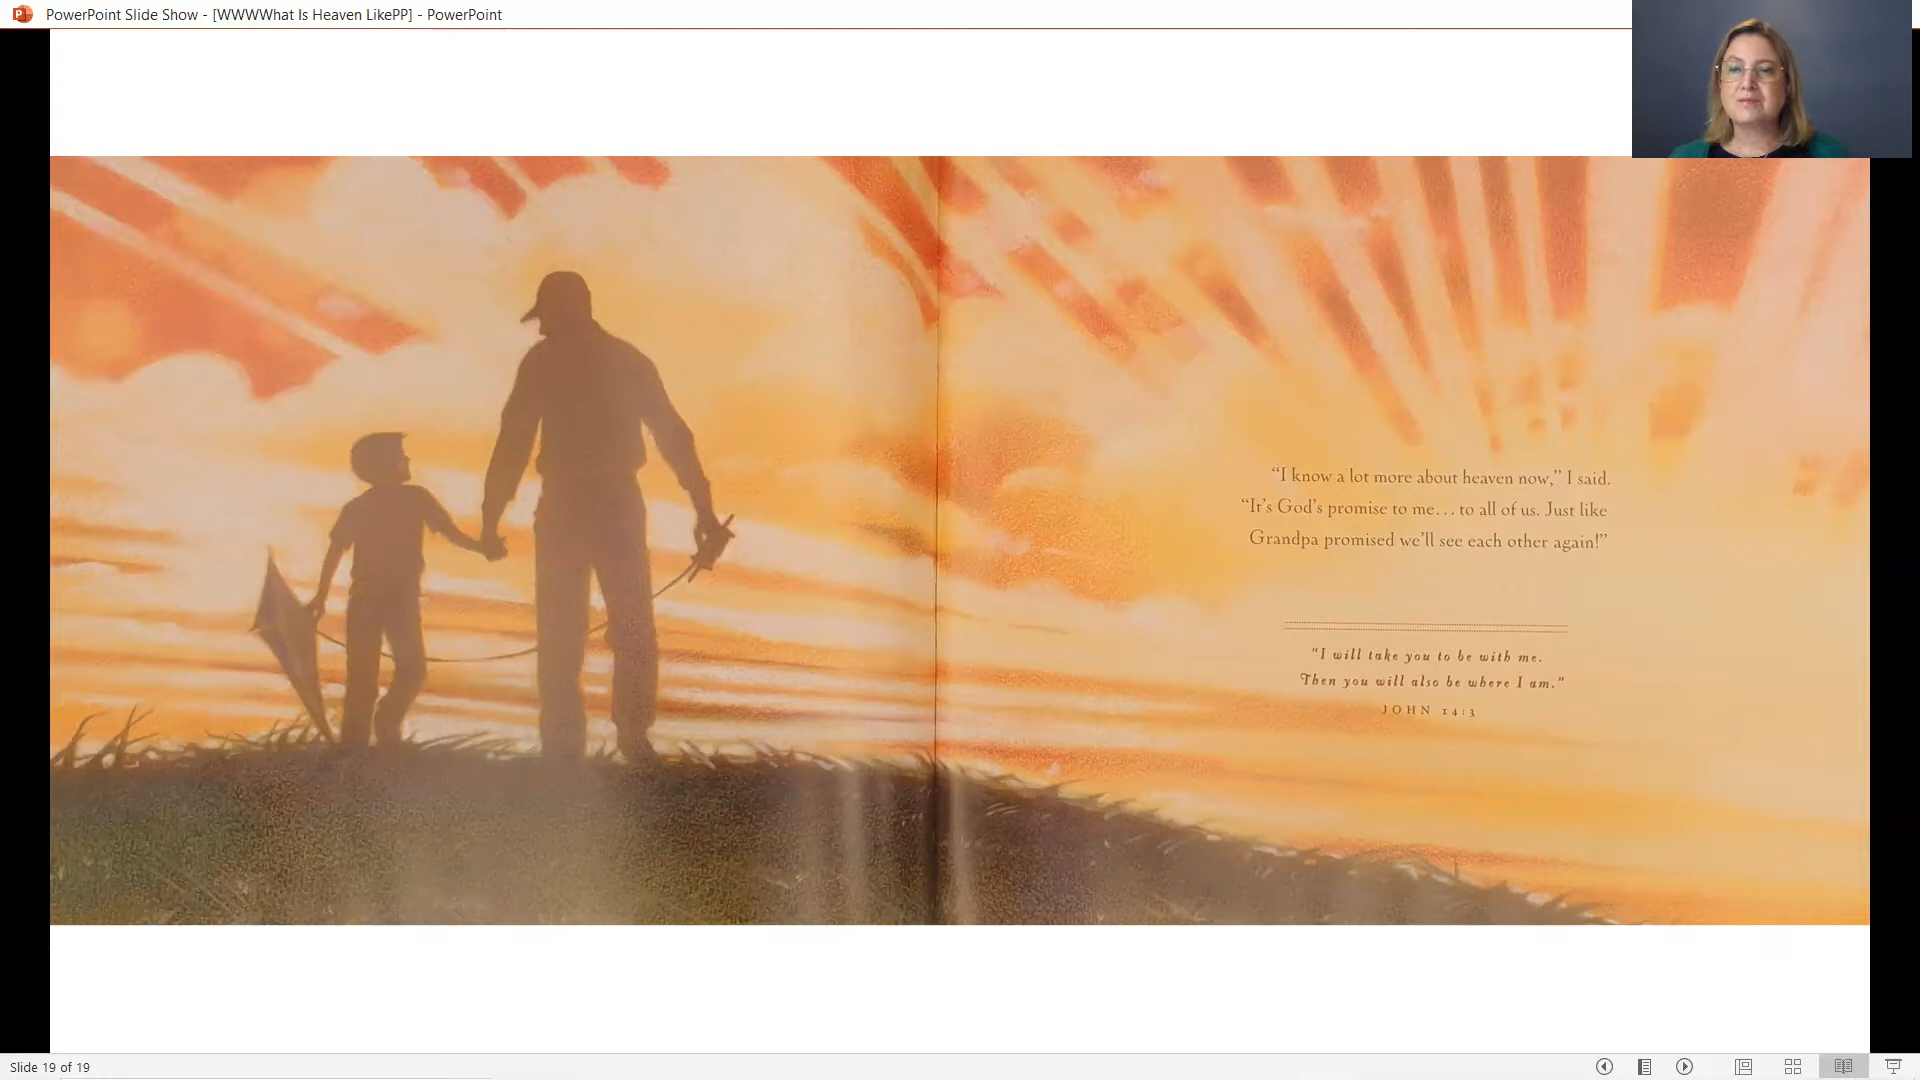 PowerPoint Slide Show - [WWWWhat Is Heaven LikePP] - PowerPoint
“I know a lot more about heaven now,” I said.
“It’s God’s promise to me... to all of us. Just like
Grandpa promised we’ll see each other again!”
“I will take you to be with me.
Then you will also be where I am.”
JOHN 14:3
Slide 19 of 19